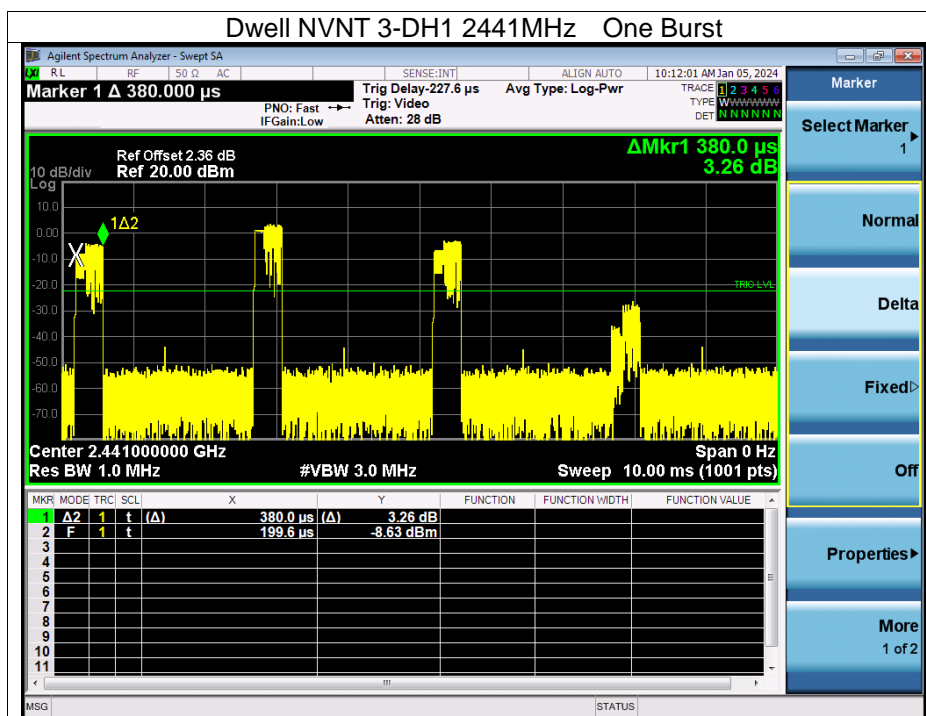 Dwell NVNT 3-DH1 2441MHz One Burst
Agilent Spectrum Analyzer - Swept SA
LXI RL RF 50 Ω AC SENSE:INT ALIGN AUTO 10:12:01 AM Jan 05, 2024
Marker 1 Δ 380.000 µs
PNO: Fast
IFGain:Low
Trig Delay-227.6 µs
Trig: Video
Atten: 28 dB
Avg Type: Log-Pwr
TRACE 1 2 3 4 5 6
TYPE WWWWWW
DET N N N N N N
ΔMkr1 380.0 µs
3.26 dB
Ref Offset 2.36 dB
10 dB/div Ref 20.00 dBm
Log
10.0
1Δ2
0.00
-10.0
-20.0
TRIG LVL
-30.0
-40.0
-50.0
-60.0
-70.0
Center 2.441000000 GHz Span 0 Hz
Res BW 1.0 MHz #VBW 3.0 MHz Sweep 10.00 ms (1001 pts)
MKR MODE TRC SCL X Y FUNCTION FUNCTION WIDTH FUNCTION VALUE
1 Δ2 1 t (Δ) 380.0 µs (Δ) 3.26 dB
2 F 1 t 199.6 µs -8.63 dBm
3
4
5
6
7
8
9
10
11
MSG STATUS
Marker
Select Marker
1
Normal
Delta
Fixed
Off
Properties
More
1 of 2